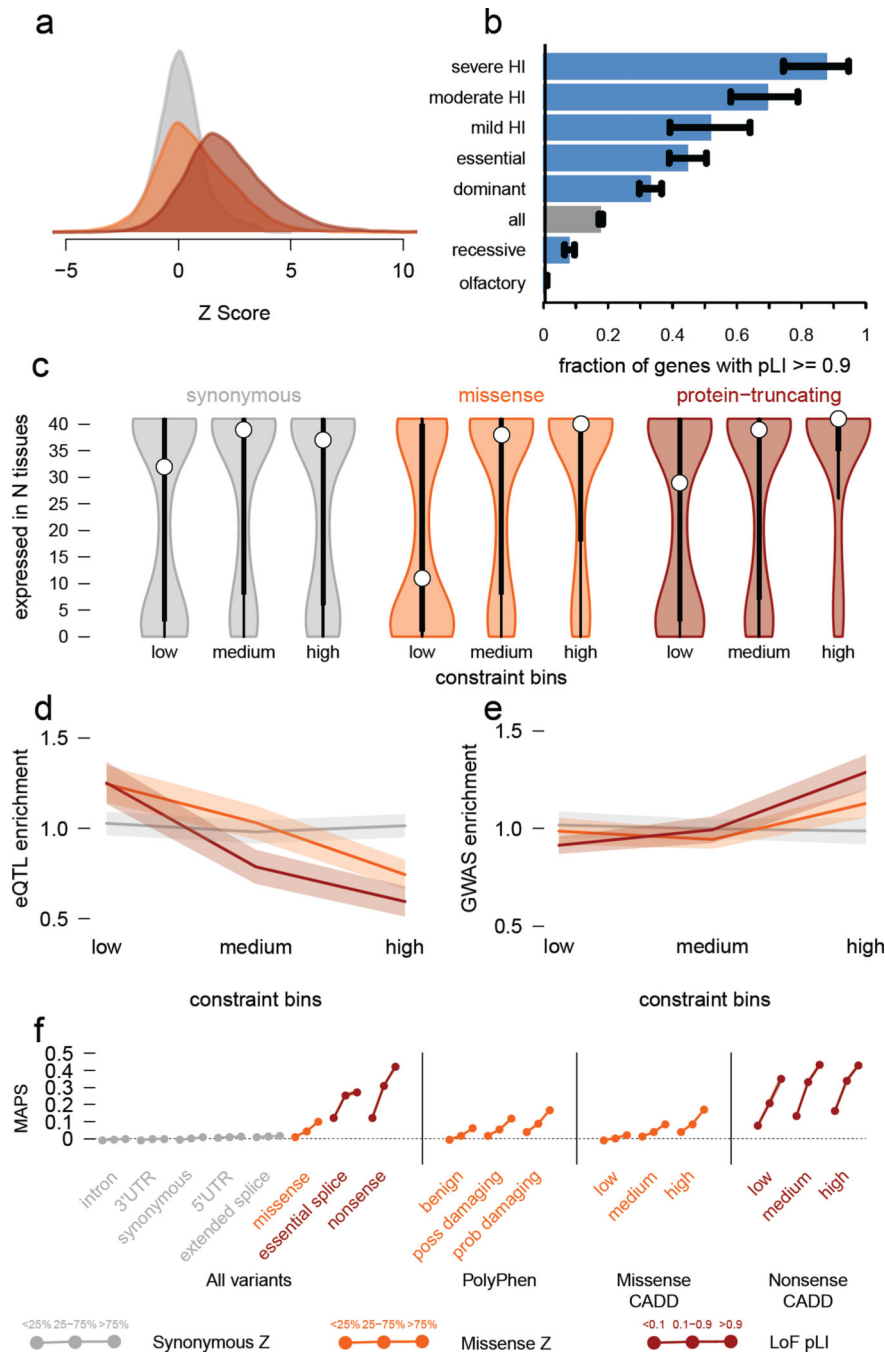 a
−5
0
5
10
Z Score
b
severe HI
moderate HI
mild HI
essential
dominant
all
recessive
olfactory
0
0.2
0.4
0.6
0.8
1
fraction of genes with pLI >= 0.9
c
synonymous
missense
protein−truncating
expressed in N tissues
40
35
30
25
20
15
10
5
0
low
medium
high
low
medium
high
low
medium
high
constraint bins
d
eQTL enrichment
1.5
1.0
0.5
low
medium
high
constraint bins
e
GWAS enrichment
1.5
1.0
0.5
low
medium
high
constraint bins
f
MAPS
0.5
0.4
0.3
0.2
0.1
0
intron
3'UTR
synonymous
5'UTR
extended splice
missense
essential splice
nonsense
benign
poss damaging
prob damaging
low
medium
high
low
medium
high
All variants
PolyPhen
Missense
CADD
Nonsense
CADD
<25% 25−75% >75%
Synonymous Z
<25% 25−75% >75%
Missense Z
<0.1 0.1−0.9 >0.9
LoF pLI